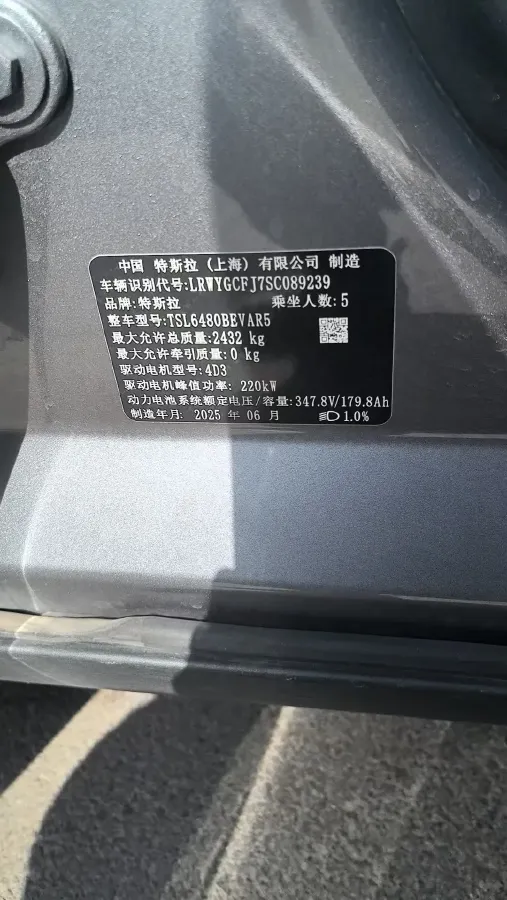 中国 特斯拉 (上海) 有限公司 制造
车辆识别代号:LRWYGCFJ7SC089239
品牌:特斯拉 乘坐人数:5
整车型号:TSL6480BEVAR5
最大允许总质量:2432 kg
最大允许牵引质量:0 kg
驱动电机型号:4D3
驱动电机峰值功率: 220kW
动力电池系统额定电压/容量:347.8V/179.8Ah
制造年月: 2025 年 06 月 1.0%